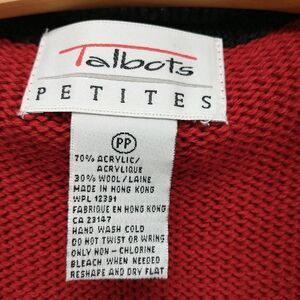 Talbots
PETITES
PP
70% ACRYLIC/
ACRYLIQUE
30% WOOL/LAINE
MADE IN HONG KONG
WPL 12391
FABRIQUE EN HONG KONG
CA 23147
HAND WASH COLD
DO NOT TWIST OR WRING
ONLY NON-CHLORINE
BLEACH WHEN NEEDED
RESHAPE AND DRY FLAT